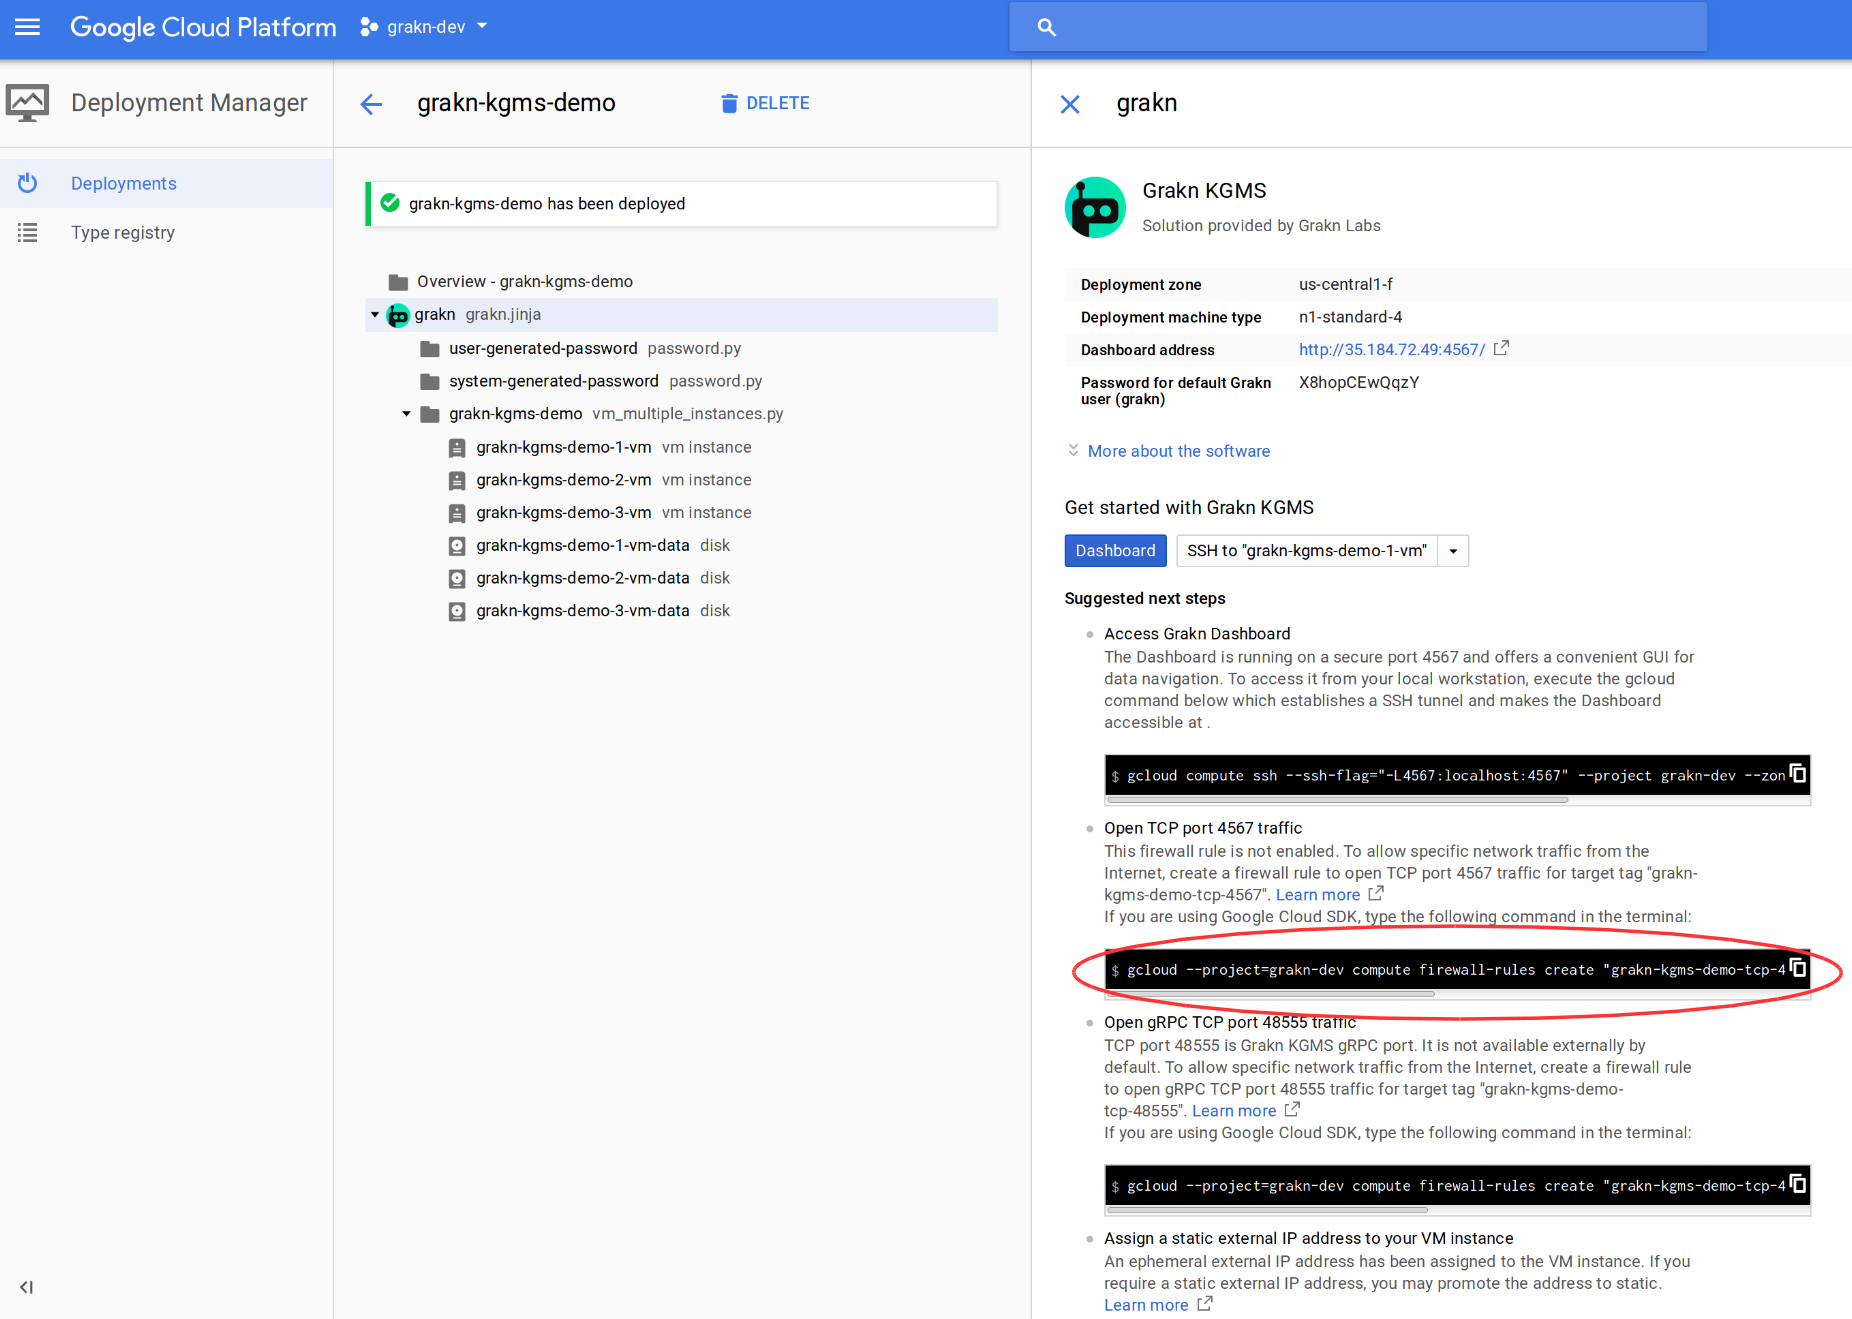 Google Cloud Platform
grakn-dev
Deployment Manager
Deployments
Type registry
grakn-kgms-demo
DELETE
grakn-kgms-demo has been deployed
Overview - grakn-kgms-demo
grakn grakn.jinja
user-generated-password password.py
system-generated-password password.py
grakn-kgms-demo vm_multiple_instances.py
grakn-kgms-demo-1-vm vm instance
grakn-kgms-demo-2-vm vm instance
grakn-kgms-demo-3-vm vm instance
grakn-kgms-demo-1-vm-data disk
grakn-kgms-demo-2-vm-data disk
grakn-kgms-demo-3-vm-data disk
grakn
Grakn KGMS
Solution provided by Grakn Labs
Deployment zone us-central1-f
Deployment machine type n1-standard-4
Dashboard address http://35.184.72.49:4567/
Password for default Grakn X8hopCEwQqzY
user (grakn)
More about the software
Get started with Grakn KGMS
Dashboard SSH to "grakn-kgms-demo-1-vm"
Suggested next steps
Access Grakn Dashboard
The Dashboard is running on a secure port 4567 and offers a convenient GUI for
data navigation. To access it from your local workstation, execute the gcloud
command below which establishes a SSH tunnel and makes the Dashboard
accessible at .
$ gcloud compute ssh --ssh-flag="-L4567:localhost:4567" --project grakn-dev --zon
Open TCP port 4567 traffic
This firewall rule is not enabled. To allow specific network traffic from the
Internet, create a firewall rule to open TCP port 4567 traffic for target tag "grakn-
kgms-demo-tcp-4567". Learn more
If you are using Google Cloud SDK, type the following command in the terminal:
$ gcloud --project=grakn-dev compute firewall-rules create "grakn-kgms-demo-tcp-4
Open gRPC TCP port 48555 traffic
TCP port 48555 is Grakn KGMS gRPC port. It is not available externally by
default. To allow specific network traffic from the Internet, create a firewall rule
to open gRPC TCP port 48555 traffic for target tag "grakn-kgms-demo-
tcp-48555". Learn more
If you are using Google Cloud SDK, type the following command in the terminal:
$ gcloud --project=grakn-dev compute firewall-rules create "grakn-kgms-demo-tcp-4
Assign a static external IP address to your VM instance
An ephemeral external IP address has been assigned to the VM instance. If you
require a static external IP address, you may promote the address to static.
Learn more